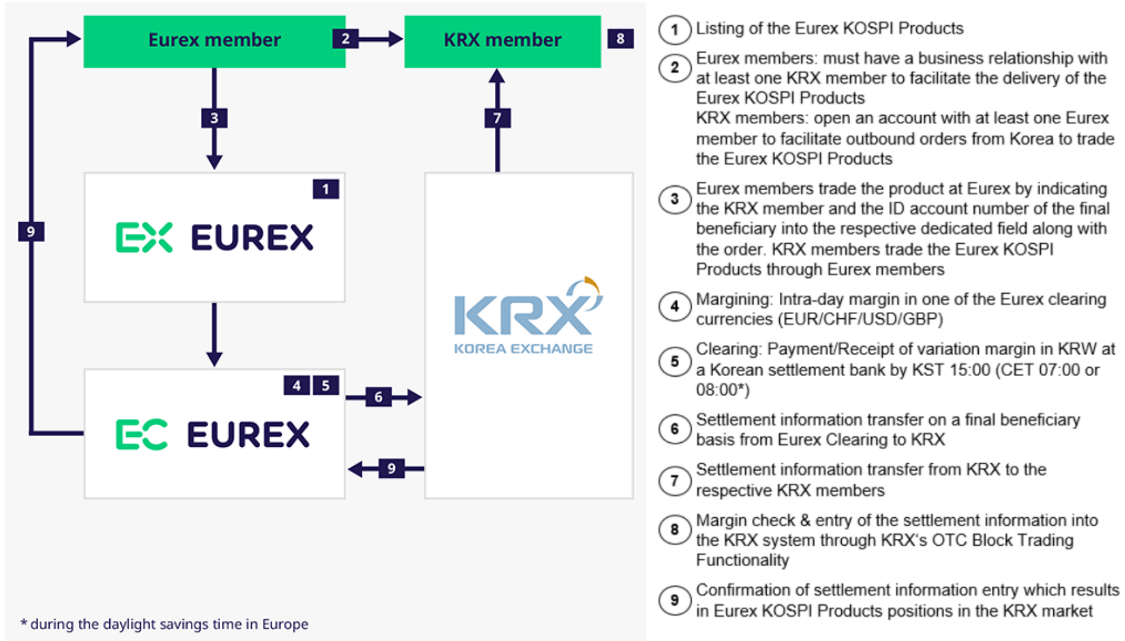 Eurex member
2
KRX member
8
3
7
1
EX EUREX
9
KRX
KOREA EXCHANGE
4 5
6
EC EUREX
9
* during the daylight savings time in Europe
1 Listing of the Eurex KOSPI Products
2 Eurex members: must have a business relationship with
at least one KRX member to facilitate the delivery of the
Eurex KOSPI Products
KRX members: open an account with at least one Eurex
member to facilitate outbound orders from Korea to trade
the Eurex KOSPI Products
3 Eurex members trade the product at Eurex by indicating
the KRX member and the ID account number of the final
beneficiary into the respective dedicated field along with
the order. KRX members trade the Eurex KOSPI
Products through Eurex members
4 Margining: Intra-day margin in one of the Eurex clearing
currencies (EUR/CHF/USD/GBP)
5 Clearing: Payment/Receipt of variation margin in KRW at
a Korean settlement bank by KST 15:00 (CET 07:00 or
08:00*)
6 Settlement information transfer on a final beneficiary
basis from Eurex Clearing to KRX
7 Settlement information transfer from KRX to the
respective KRX members
8 Margin check & entry of the settlement information into
the KRX system through KRX's OTC Block Trading
Functionality
9 Confirmation of settlement information entry which results
in Eurex KOSPI Products positions in the KRX market